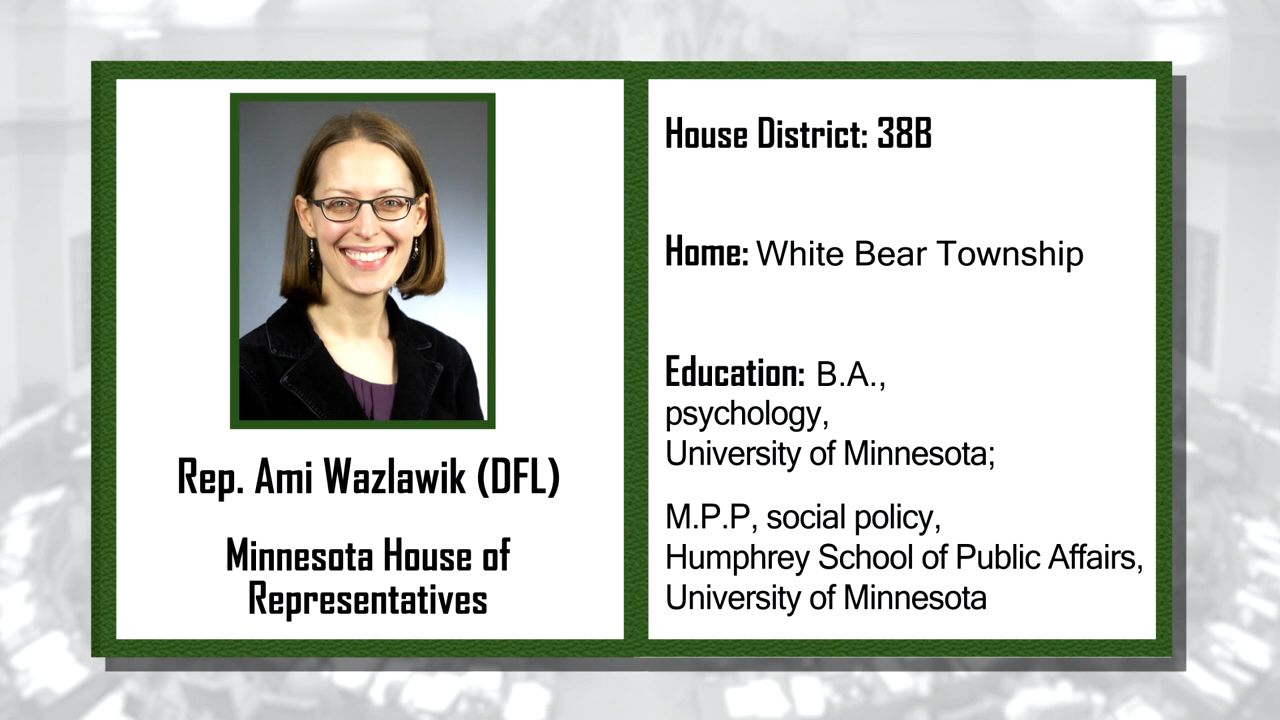 Rep. Ami Wazlawik (DFL)
Minnesota House of
Representatives
House District: 38B
Home: White Bear Township
Education: B.A.,
psychology,
University of Minnesota;
M.P.P, social policy,
Humphrey School of Public Affairs,
University of Minnesota